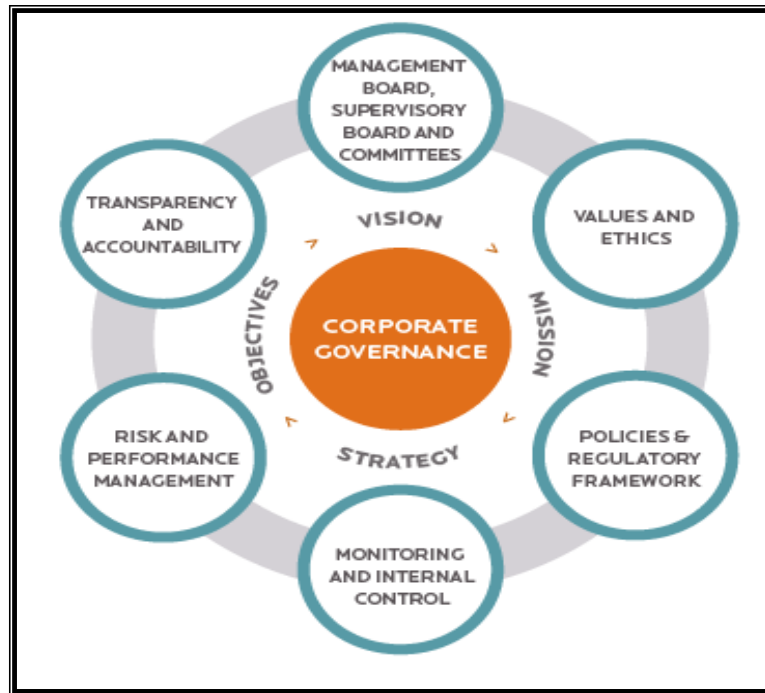 MANAGEMENT
BOARD,
SUPERVISORY
BOARD AND
COMMITTEES
TRANSPARENCY
AND
ACCOUNTABILITY
VALUES AND
ETHICS
VISION
OBJECTIVES
MISSION
CORPORATE
GOVERNANCE
STRATEGY
RISK AND
PERFORMANCE
MANAGEMENT
POLICIES &
REGULATORY
FRAMEWORK
MONITORING
AND INTERNAL
CONTROL